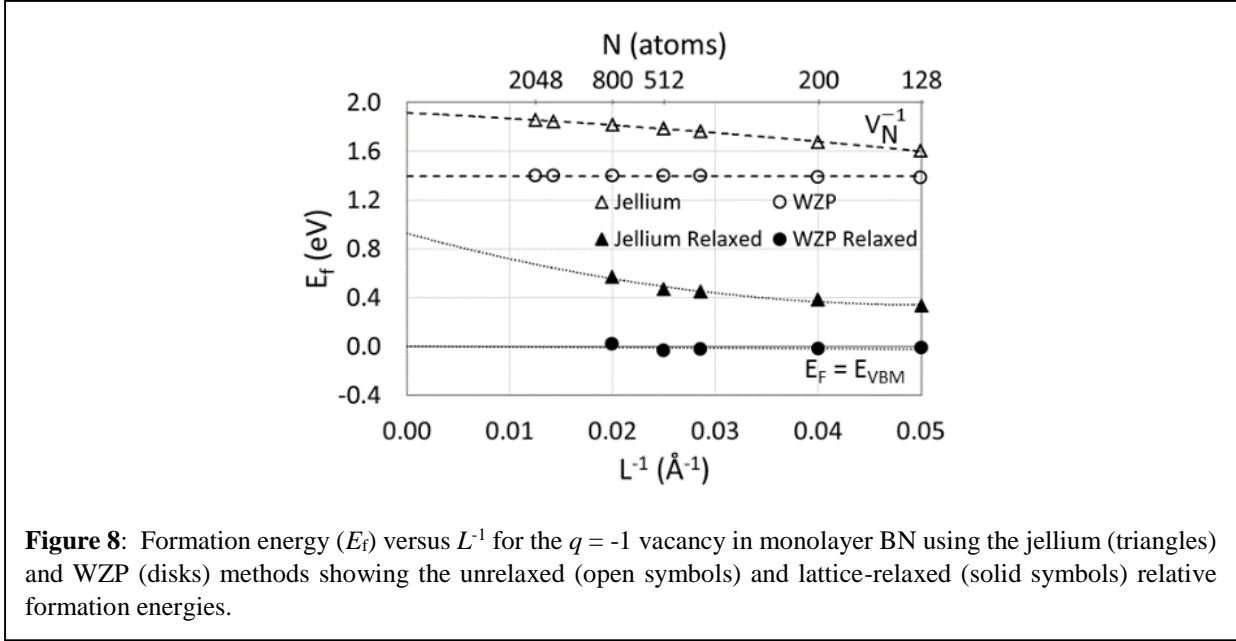 N (atoms)
2048 800 512 200 128
2.0
1.6
1.2
0.8
0.4
0.0
-0.4
E_f (eV)
V_N^{-1}
△ Jellium ○ WZP
▲ Jellium Relaxed ● WZP Relaxed
E_F = E_VBM
0.00 0.01 0.02 0.03 0.04 0.05
L^{-1} (Å^{-1})
Figure 8: Formation energy (E_f) versus L^{-1} for the q = -1 vacancy in monolayer BN using the jellium (triangles)
and WZP (disks) methods showing the unrelaxed (open symbols) and lattice-relaxed (solid symbols) relative
formation energies.